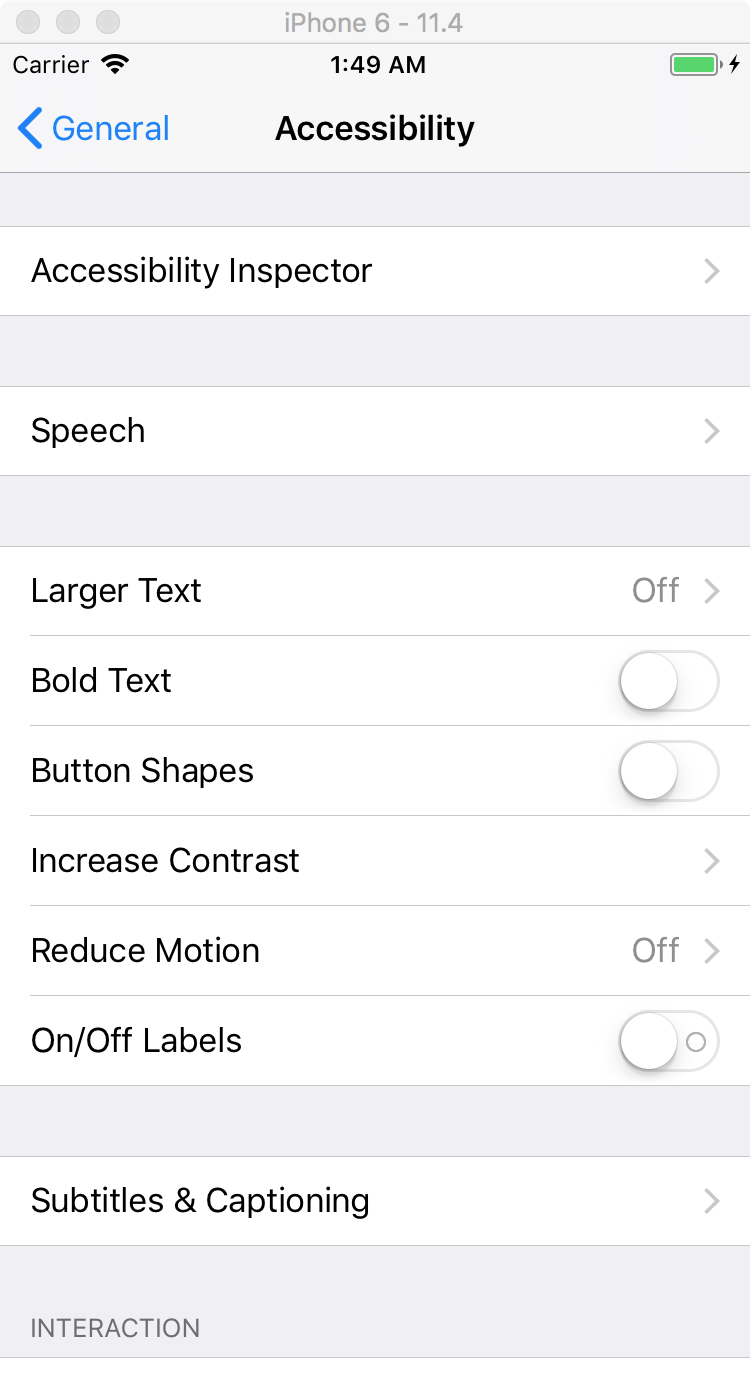 iPhone 6 - 11.4
Carrier 1:49 AM
General Accessibility
Accessibility Inspector
Speech
Larger Text Off
Bold Text
Button Shapes
Increase Contrast
Reduce Motion Off
On/Off Labels
Subtitles & Captioning
INTERACTION